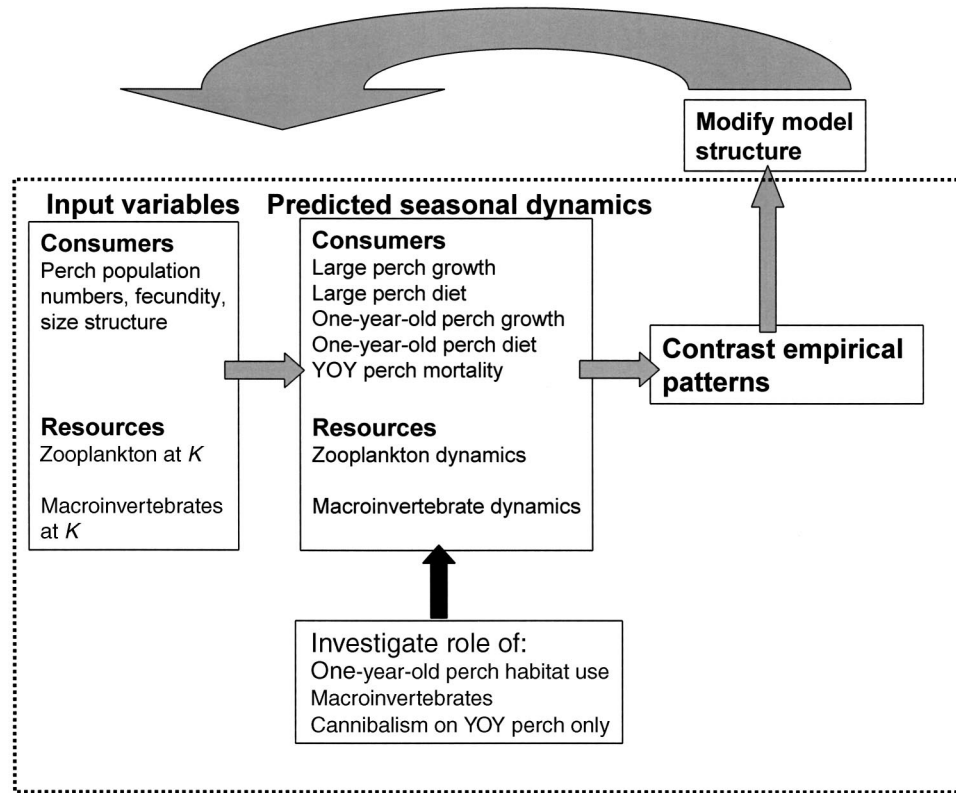 Modify model
structure
Input variables
Consumers
Perch population
numbers, fecundity,
size structure
Resources
Zooplankton at K
Macroinvertebrates
at K
Predicted seasonal dynamics
Consumers
Large perch growth
Large perch diet
One-year-old perch growth
One-year-old perch diet
YOY perch mortality
Resources
Zooplankton dynamics
Macroinvertebrate dynamics
Contrast empirical
patterns
Investigate role of:
One-year-old perch habitat use
Macroinvertebrates
Cannibalism on YOY perch only